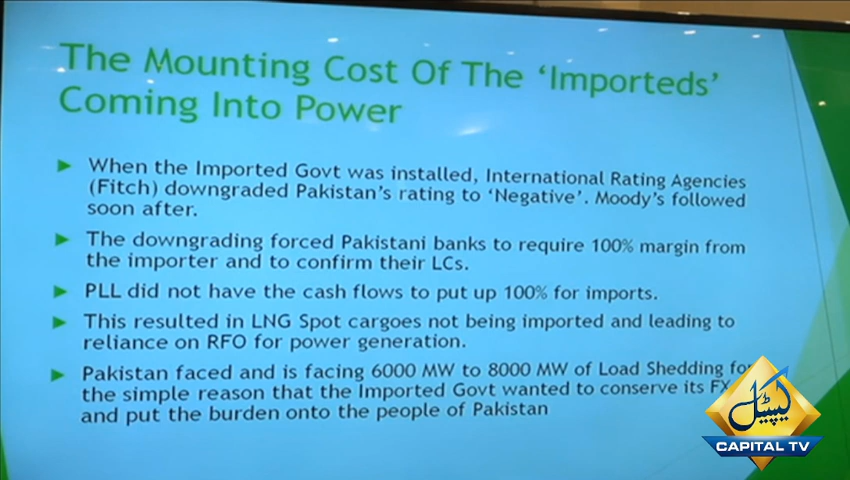 The Mounting Cost Of The ‘Importeds’
Coming Into Power
When the Imported Govt was installed, International Rating Agencies
(Fitch) downgraded Pakistan’s rating to ‘Negative’. Moody’s followed
soon after.
The downgrading forced Pakistani banks to require 100% margin from
the importer and to confirm their LCs.
PLL did not have the cash flows to put up 100% for imports.
This resulted in LNG Spot cargoes not being imported and leading to
reliance on RFO for power generation.
Pakistan faced and is facing 6000 MW to 8000 MW of Load Shedding for
the simple reason that the Imported Govt wanted to conserve its FX
and put the burden onto the people of Pakistan
کیپیٹل
CAPITAL TV